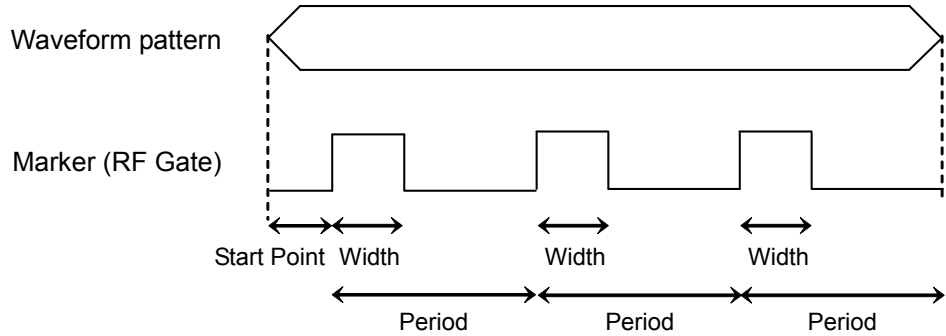 Waveform pattern
Marker (RF Gate)
Start Point Width Width Width
Period Period Period